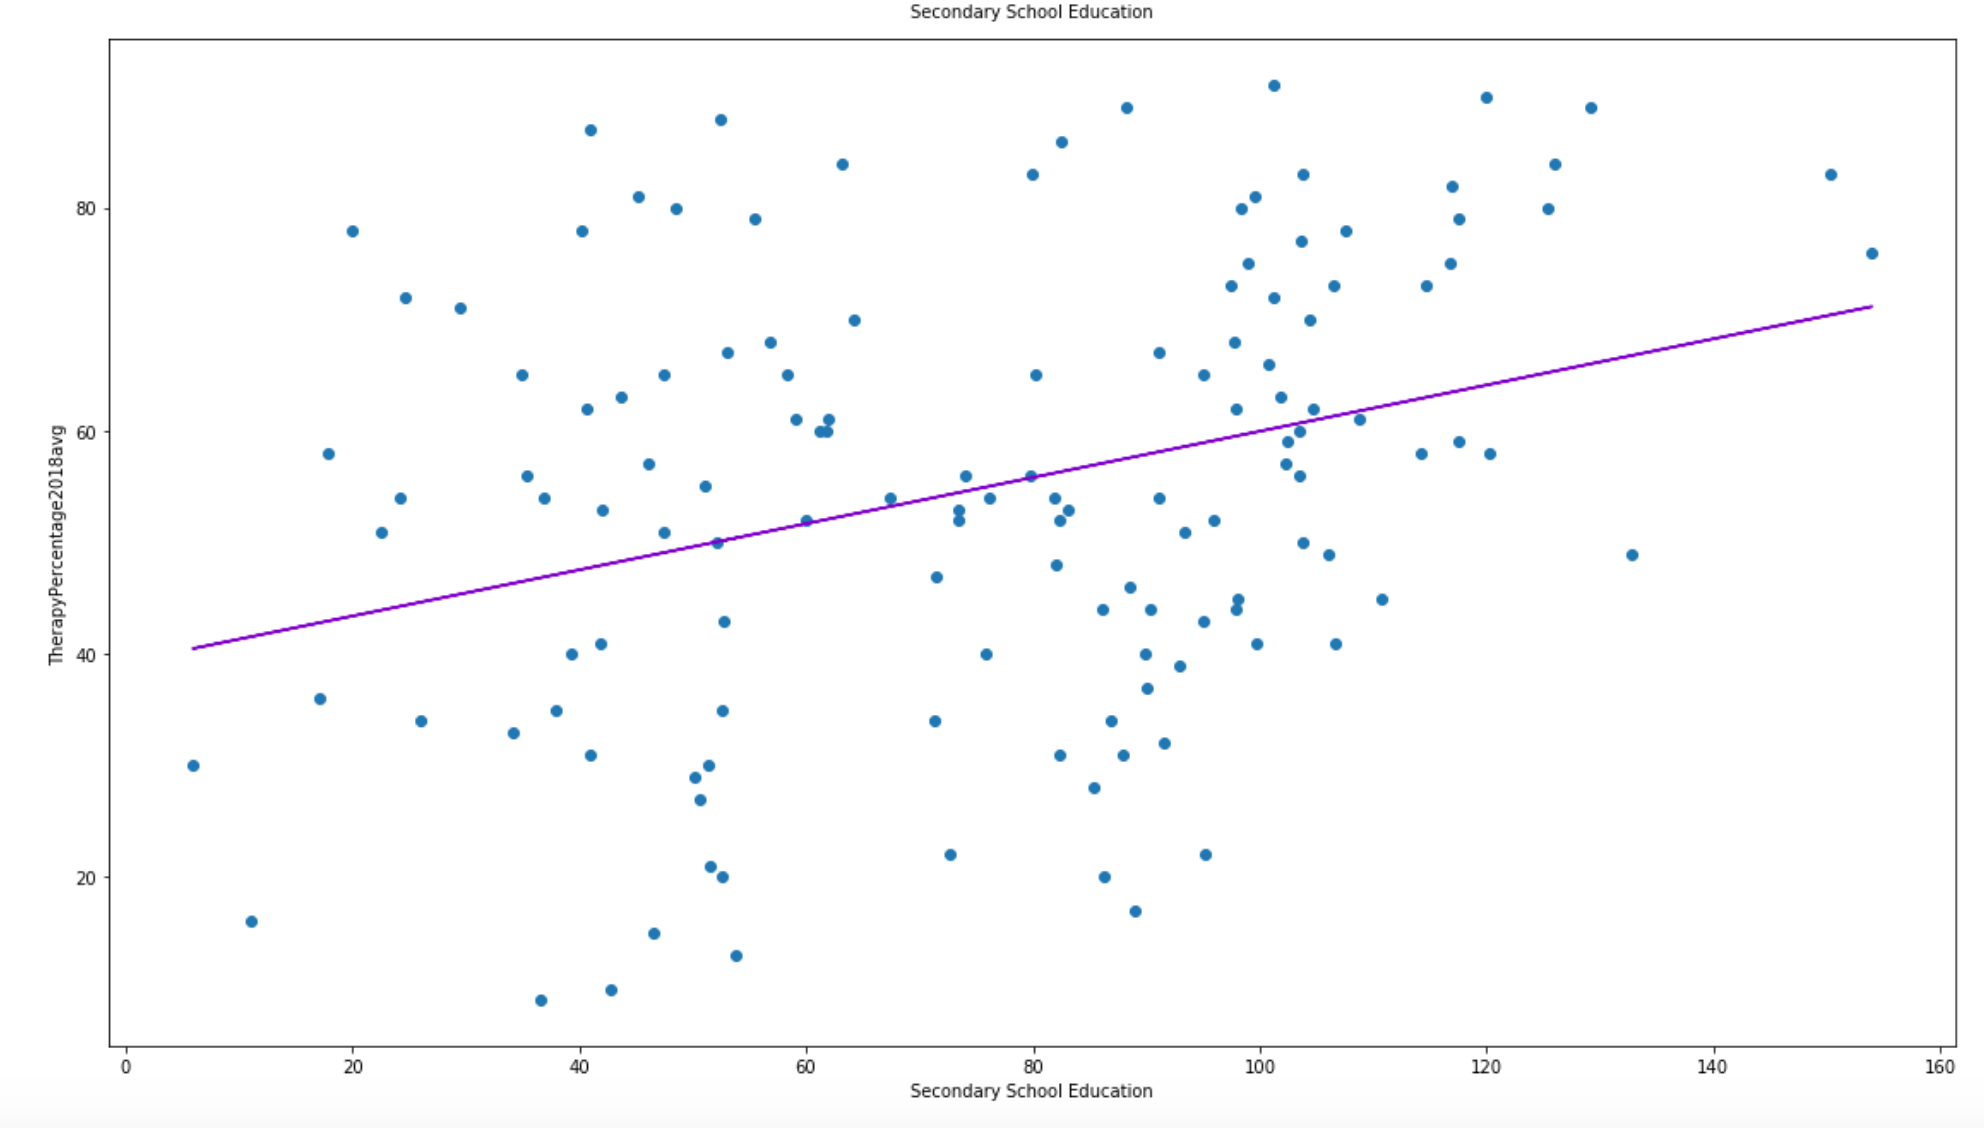 Secondary School Education
TherapyPercentage2018avg
80
60
40
20
0 20 40 60 80 100 120 140 160
Secondary School Education